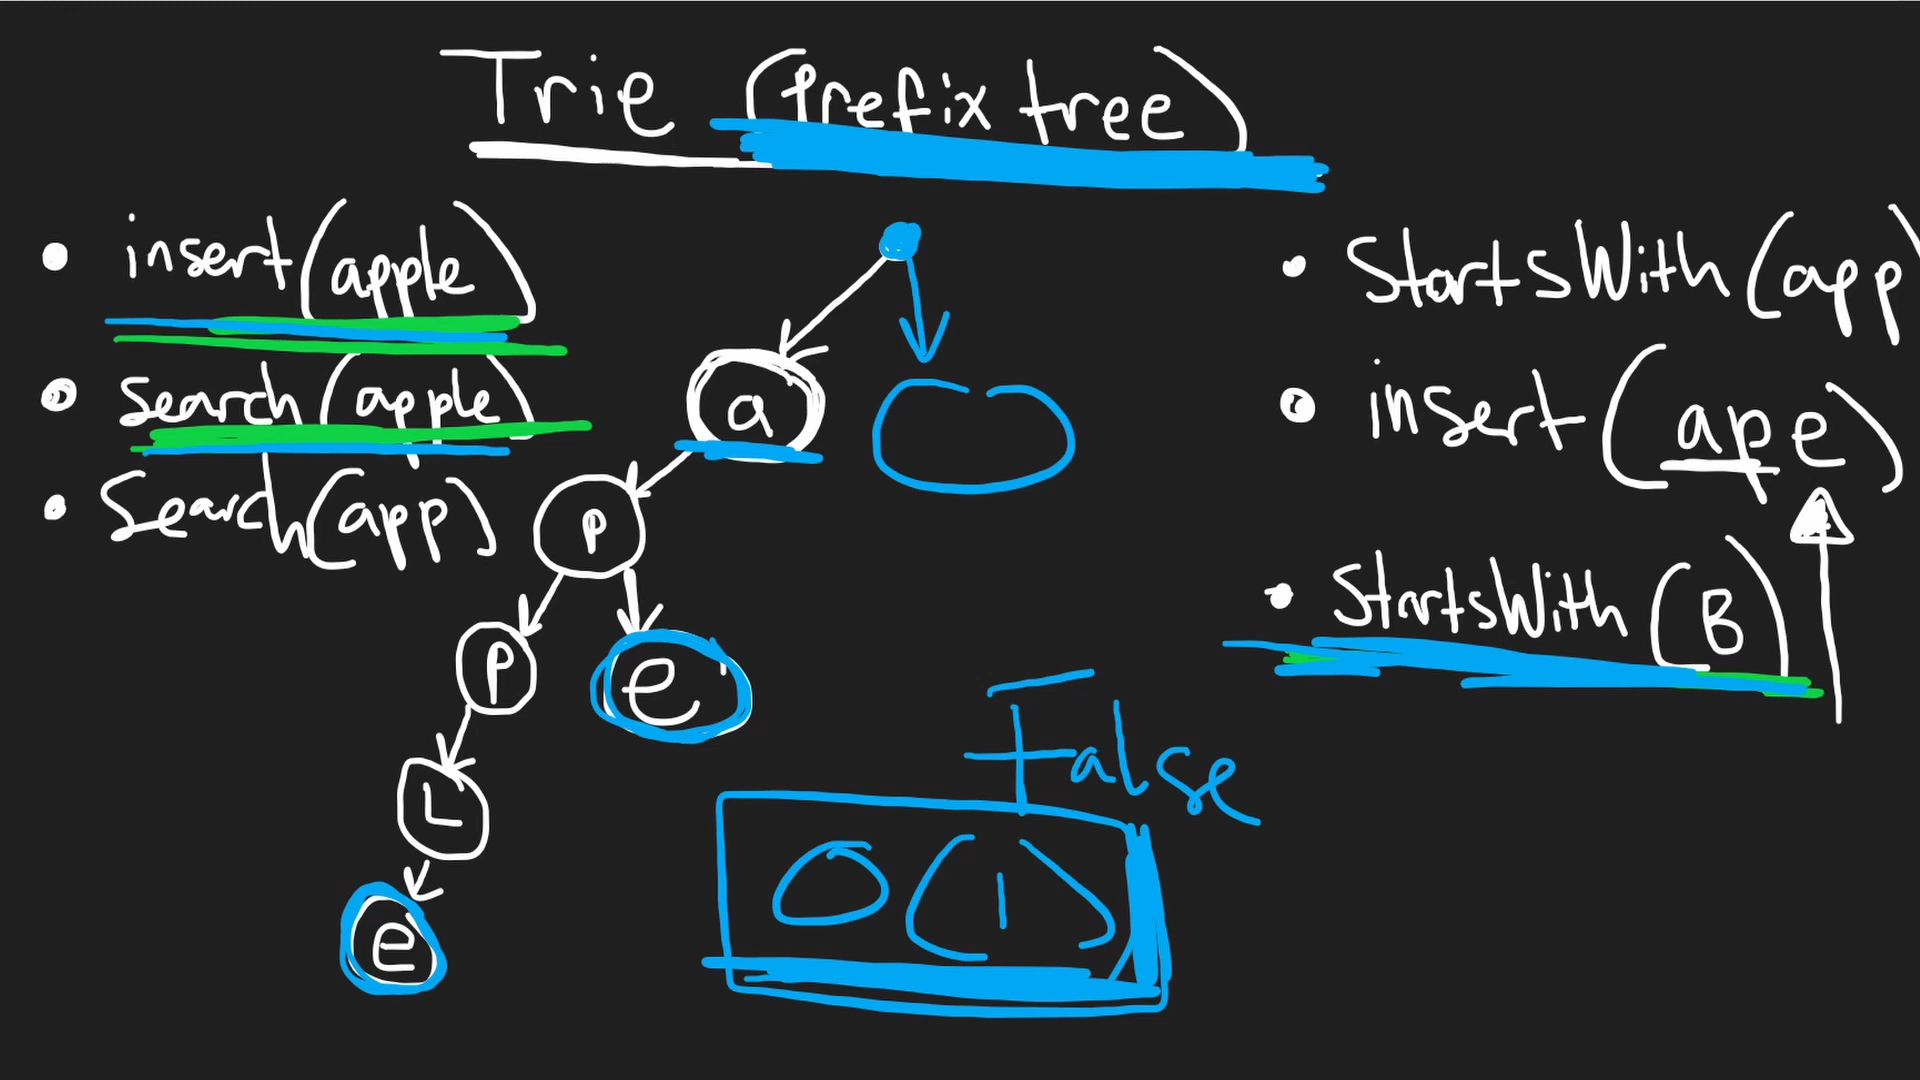 Trie (Prefix tree)
• insert(apple)
• search(apple)
• Search(app)
• StartsWith(app)
• insert(ape)
• StartsWith(B)
a
P
P
e
L
e
False
O(1)